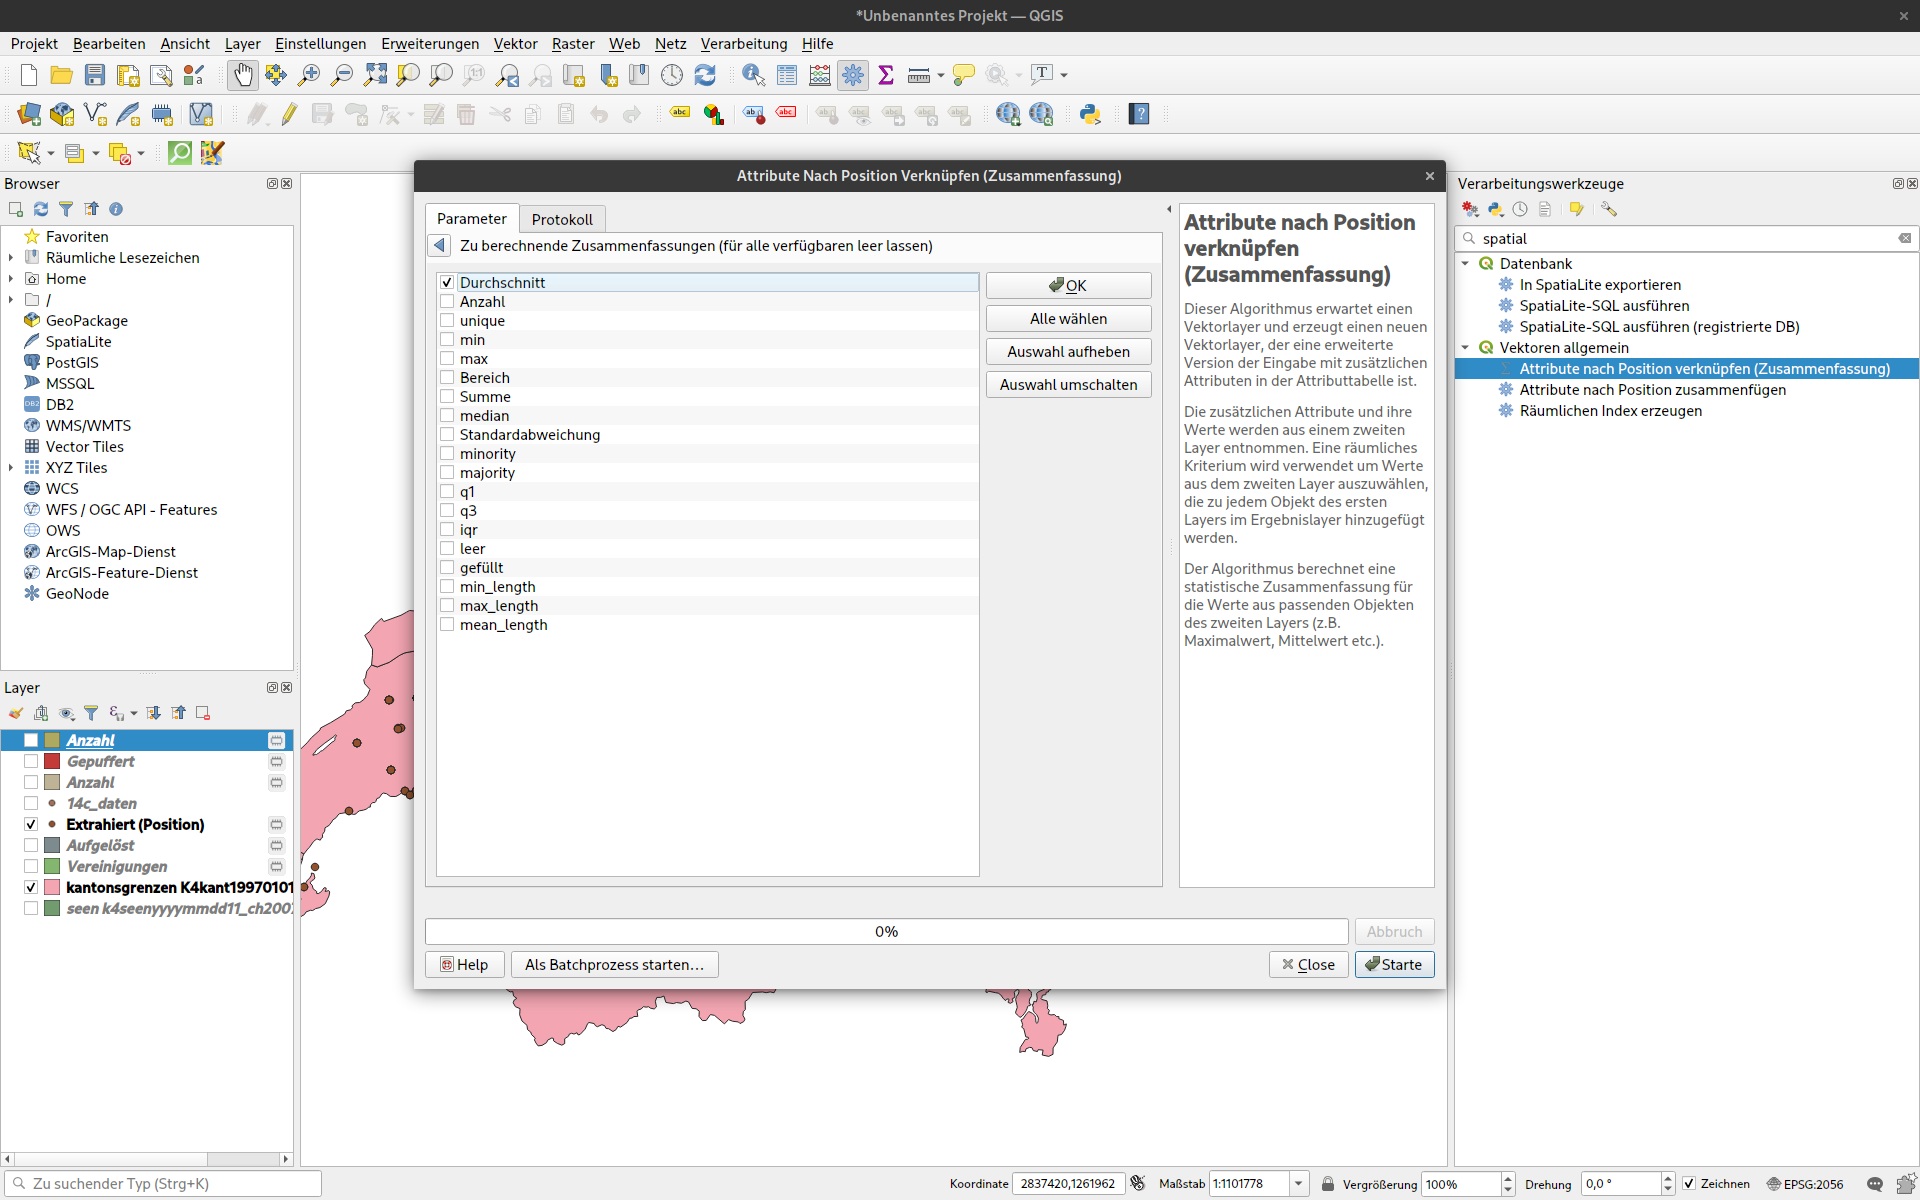 *Unbenanntes Projekt — QGIS
Projekt Bearbeiten Ansicht Layer Einstellungen Erweiterungen Vektor Raster Web Netz Verarbeitung Hilfe
Browser
Favoriten
Räumliche Lesezeichen
Home
/
GeoPackage
SpatiaLite
PostGIS
MSSQL
DB2
WMS/WMTS
Vector Tiles
XYZ Tiles
WCS
WFS / OGC API - Features
OWS
ArcGIS-Map-Dienst
ArcGIS-Feature-Dienst
GeoNode
Layer
Anzahl
Gepuffert
Anzahl
14c_daten
Extrahiert (Position)
Aufgelöst
Vereinigungen
kantonsgrenzen K4kant19970101
seen k4seenyyyymmdd11_ch200
Attribute Nach Position Verknüpfen (Zusammenfassung)
Parameter Protokoll
Zu berechnende Zusammenfassungen (für alle verfügbaren leer lassen)
Durchschnitt
Anzahl
unique
min
max
Bereich
Summe
median
Standardabweichung
minority
majority
q1
q3
iqr
leer
gefüllt
min_length
max_length
mean_length
OK
Alle wählen
Auswahl aufheben
Auswahl umschalten
Attribute nach Position
verknüpfen
(Zusammenfassung)
Dieser Algorithmus erwartet einen
Vektorlayer und erzeugt einen neuen
Vektorlayer, der eine erweiterte
Version der Eingabe mit zusätzlichen
Attributen in der Attributtabelle ist.
Die zusätzlichen Attribute und ihre
Werte werden aus einem zweiten
Layer entnommen. Eine räumliches
Kriterium wird verwendet um Werte
aus dem zweiten Layer auszuwählen,
die zu jedem Objekt des ersten
Layers im Ergebnislayer hinzugefügt
werden.
Der Algorithmus berechnet eine
statistische Zusammenfassung für
die Werte aus passenden Objekten
des zweiten Layers (z.B.
Maximalwert, Mittelwert etc.).
0%
Abbruch
Help
Als Batchprozess starten…
Close
Starte
Verarbeitungswerkzeuge
spatial
Datenbank
In SpatiaLite exportieren
SpatiaLite-SQL ausführen
SpatiaLite-SQL ausführen (registrierte DB)
Vektoren allgemein
Attribute nach Position verknüpfen (Zusammenfassung)
Attribute nach Position zusammenfügen
Räumlichen Index erzeugen
Zu suchender Typ (Strg+K)
Koordinate 2837420,1261962 Maßstab 1:1101778 Vergrößerung 100% Drehung 0,0 ° Zeichnen EPSG:2056